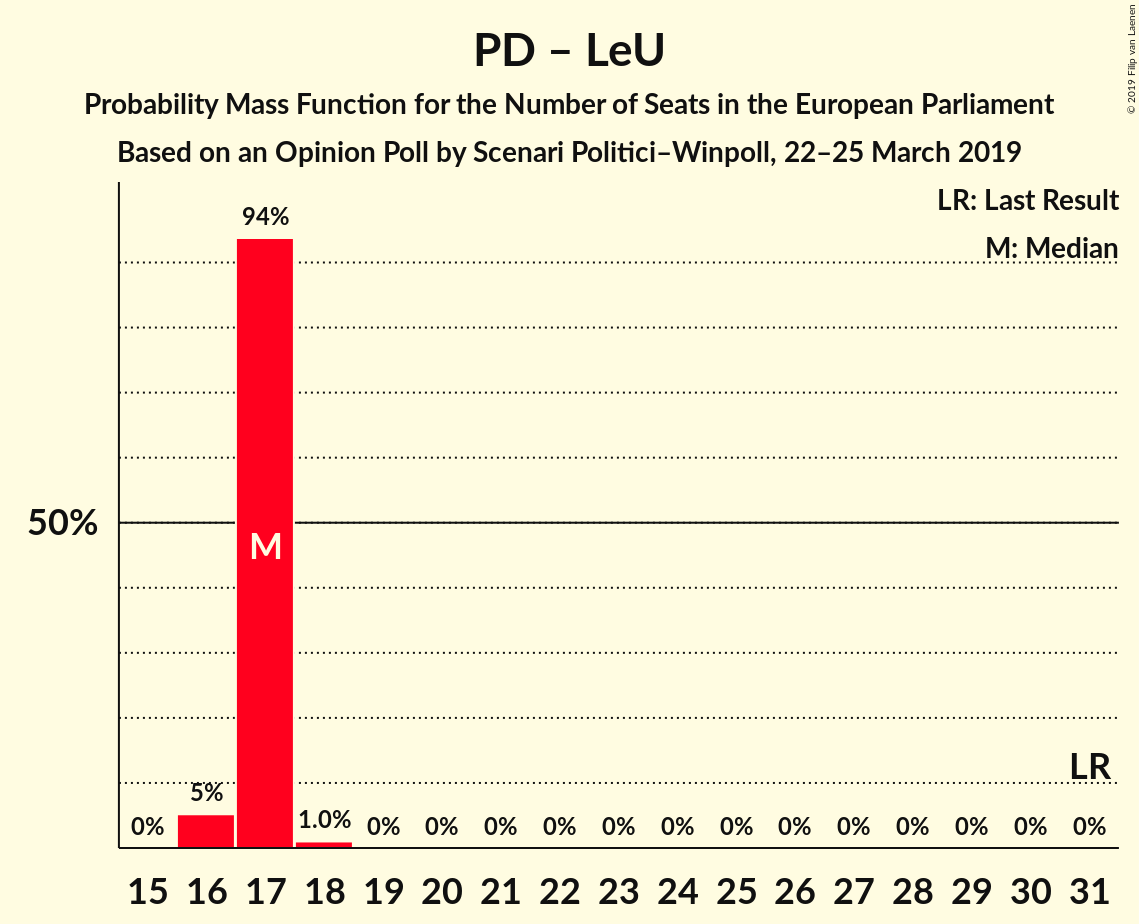 PD – LeU
Probability Mass Function for the Number of Seats in the European Parliament
Based on an Opinion Poll by Scenari Politici–Winpoll, 22–25 March 2019
© 2019 Filip van Laenen
LR: Last Result
M: Median
94%
50%
M
LR
5%
1.0%
0% 0% 0% 0% 0% 0% 0% 0% 0% 0% 0% 0% 0% 0%
15 16 17 18 19 20 21 22 23 24 25 26 27 28 29 30 31